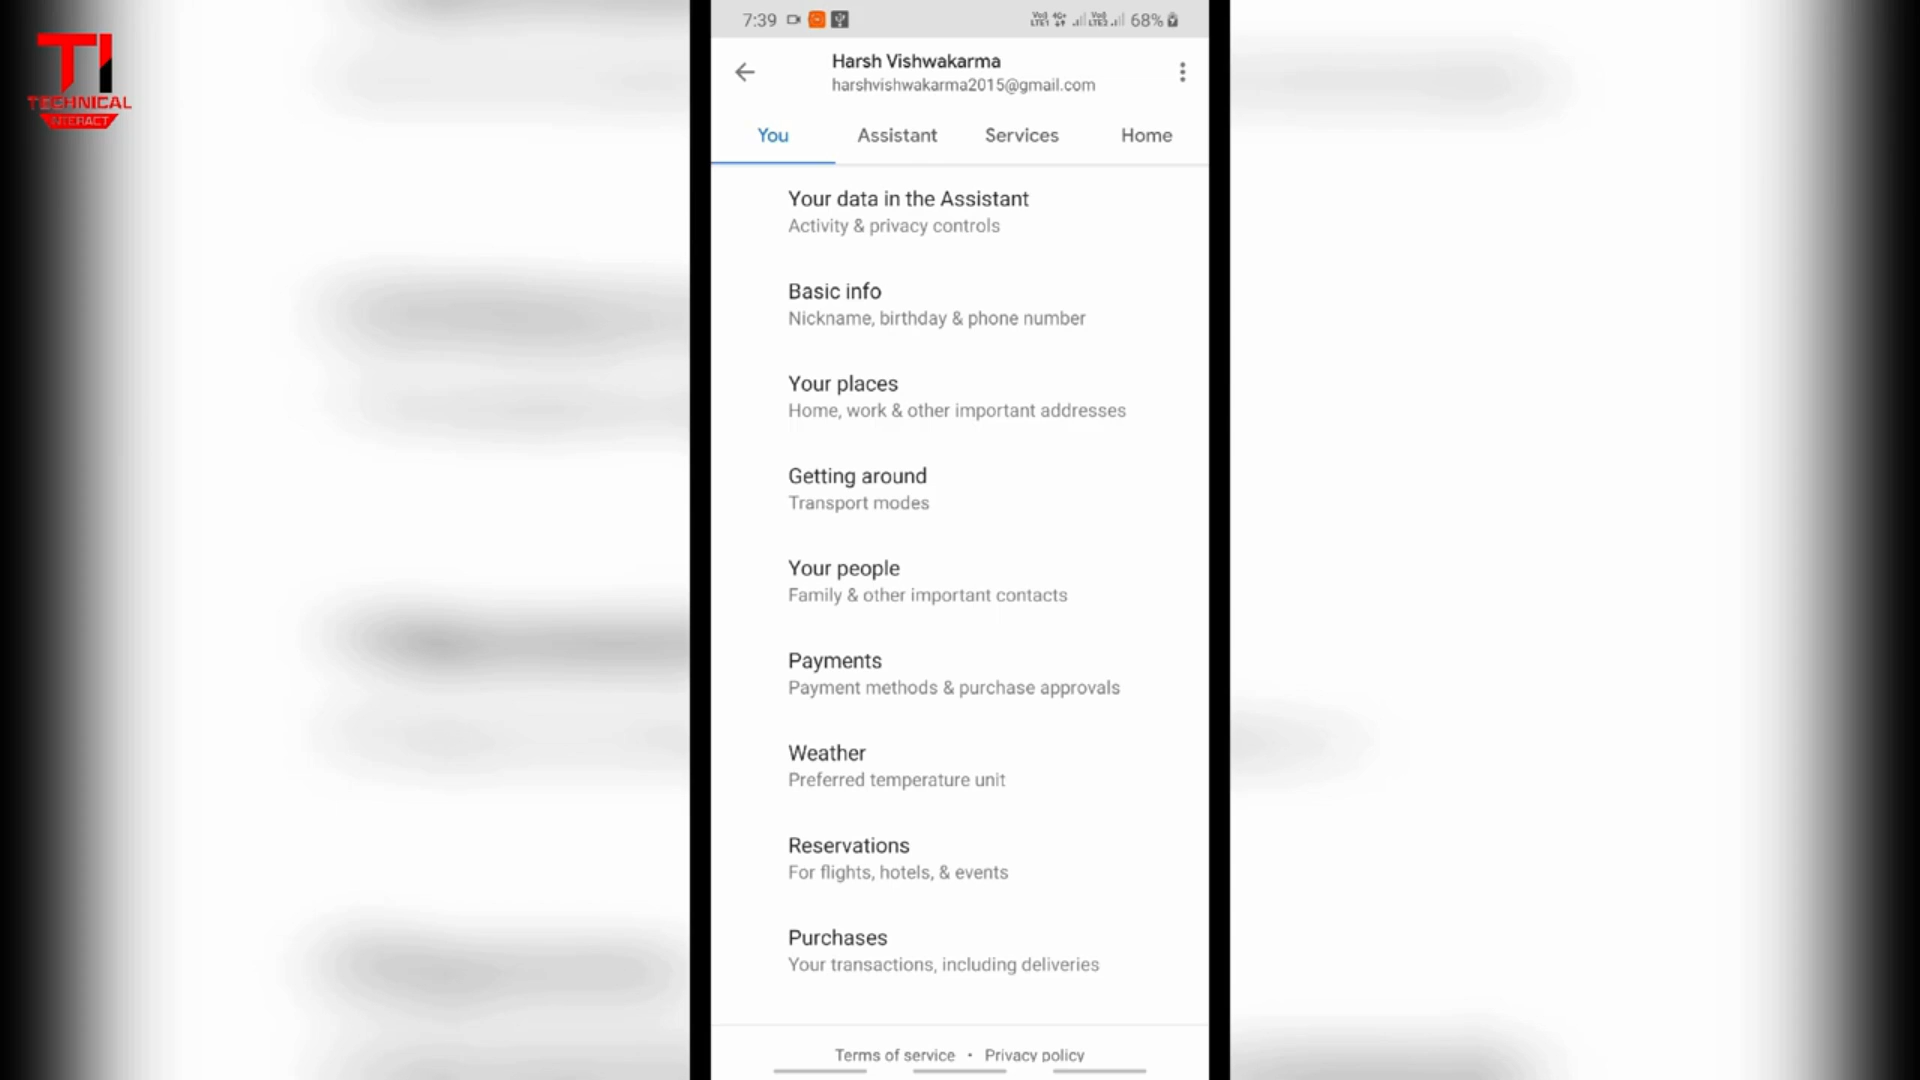 TI
TECHNICAL
INTERACT
7:39
68%
Harsh Vishwakarma
harshvishwakarma2015@gmail.com
You
Assistant
Services
Home
Your data in the Assistant
Activity & privacy controls
Basic info
Nickname, birthday & phone number
Your places
Home, work & other important addresses
Getting around
Transport modes
Your people
Family & other important contacts
Payments
Payment methods & purchase approvals
Weather
Preferred temperature unit
Reservations
For flights, hotels, & events
Purchases
Your transactions, including deliveries
Terms of service • Privacy policy